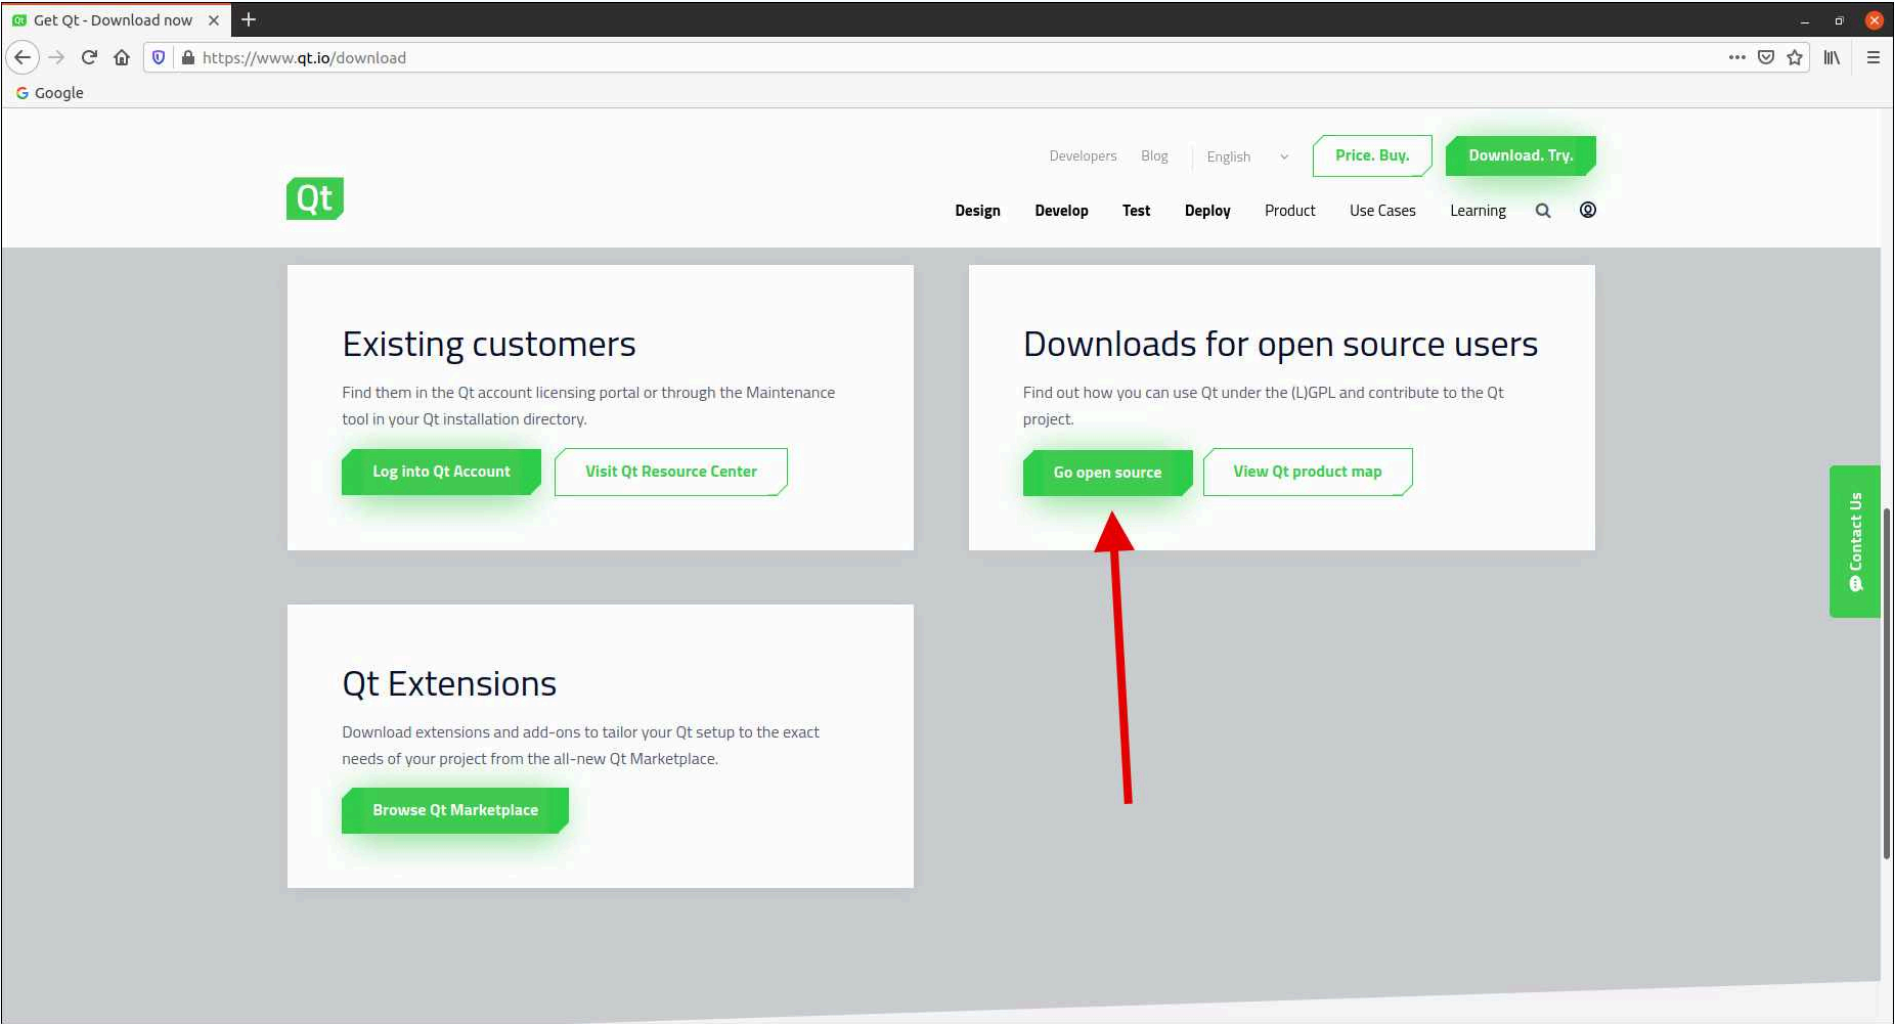 Get Qt - Download now
https://www.qt.io/download
Google
Developers Blog English Price. Buy. Download. Try.
Qt
Design Develop Test Deploy Product Use Cases Learning
Existing customers
Find them in the Qt account licensing portal or through the Maintenance
tool in your Qt installation directory.
Log into Qt Account Visit Qt Resource Center
Downloads for open source users
Find out how you can use Qt under the (L)GPL and contribute to the Qt
project.
Go open source View Qt product map
Contact Us
Qt Extensions
Download extensions and add-ons to tailor your Qt setup to the exact
needs of your project from the all-new Qt Marketplace.
Browse Qt Marketplace